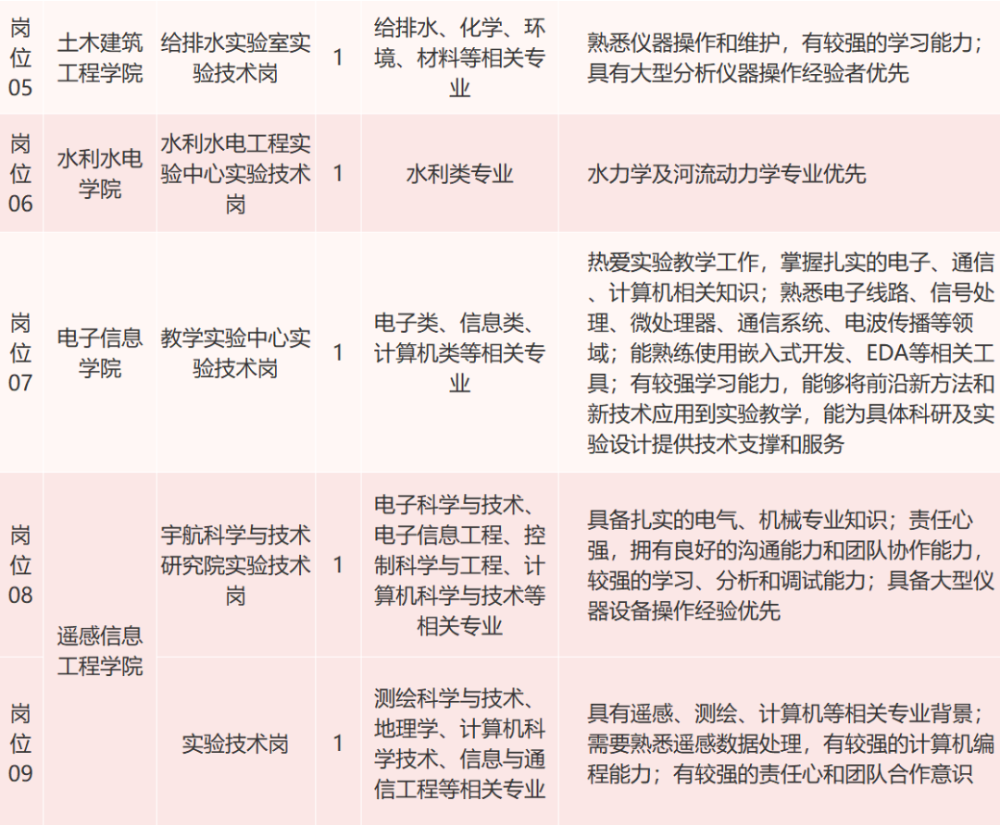 岗
位
05
土木建筑
工程学院
给排水实验室实
验技术岗
1
给排水、化学、环
境、材料等相关专
业
熟悉仪器操作和维护，有较强的学习能力；
具有大型分析仪器操作经验者优先
岗
位
06
水利水电
学院
水利水电工程实
验中心实验技术
岗
1
水利类专业
水力学及河流动力学专业优先
岗
位
07
电子信息
学院
教学实验中心实
验技术岗
1
电子类、信息类、
计算机类等相关专
业
热爱实验教学工作，掌握扎实的电子、通信
、计算机相关知识；熟悉电子线路、信号处
理、微处理器、通信系统、电波传播等领
域；能熟练使用嵌入式开发、EDA等相关工
具；有较强学习能力，能够将前沿新方法和
新技术应用到实验教学，能为具体科研及实
验设计提供技术支撑和服务
岗
位
08
遥感信息
工程学院
宇航科学与技术
研究院实验技术
岗
1
电子科学与技术、
电子信息工程、控
制科学与工程、计
算机科学与技术等
相关专业
具备扎实的电气、机械专业知识；责任心
强，拥有良好的沟通能力和团队协作能力，
较强的学习、分析和调试能力；具备大型仪
器设备操作经验优先
岗
位
09
实验技术岗
1
测绘科学与技术、
地理学、计算机科
学技术、信息与通
信工程等相关专业
具有遥感、测绘、计算机等相关专业背景；
需要熟悉遥感数据处理，有较强的计算机编
程能力；有较强的责任心和团队合作意识